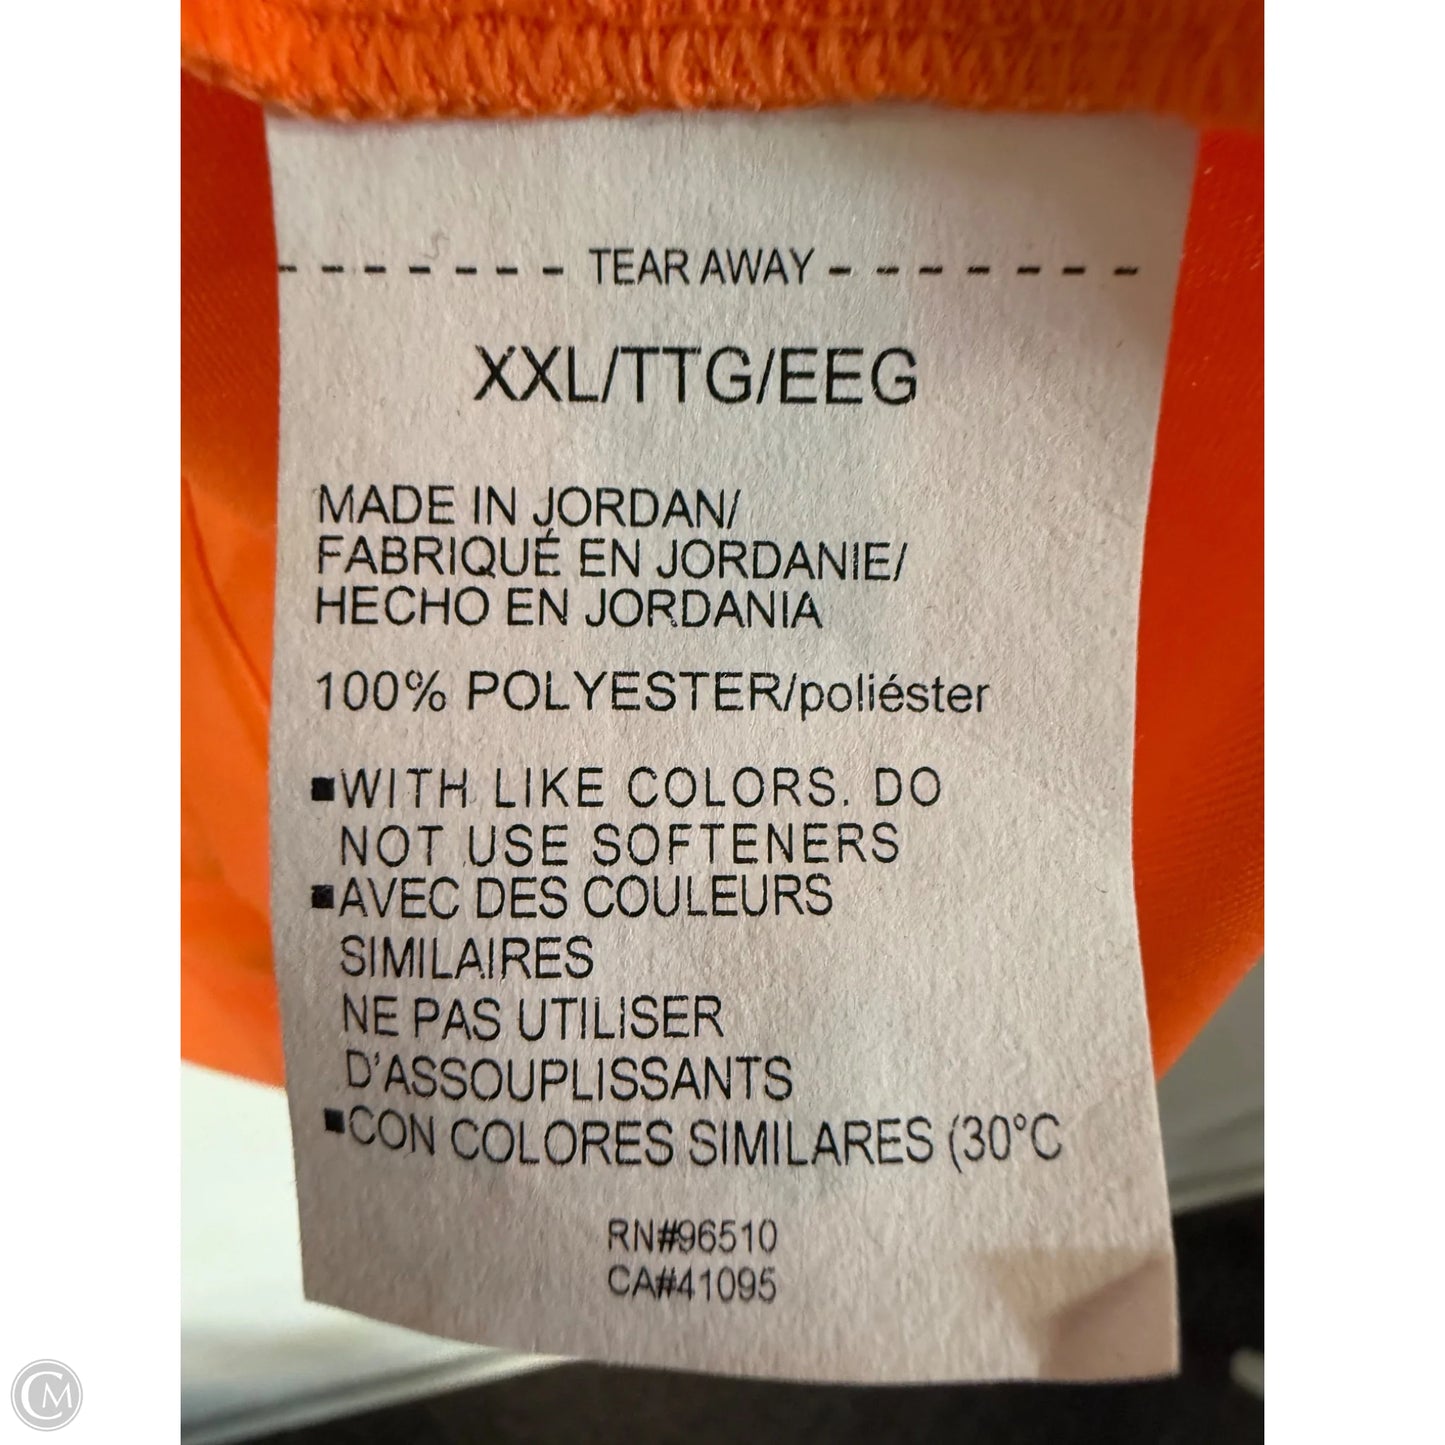 TEAR AWAY
XXL/TTG/EEG
MADE IN JORDAN/
FABRIQUÉ EN JORDANIE/
HECHO EN JORDANIA
100% POLYESTER/poliéster
■WITH LIKE COLORS. DO
NOT USE SOFTENERS
■AVEC DES COULEURS
SIMILAIRES
NE PAS UTILISER
D'ASSOUPLISSANTS
■CON COLORES SIMILARES (30°C
RN#96510
CA#41095
CM